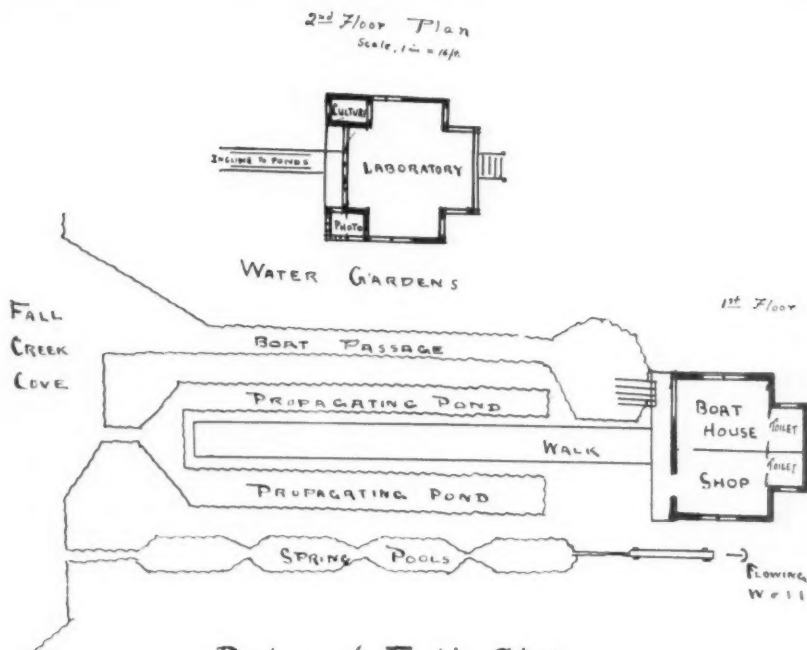 2nd Floor Plan
Scale, 1 in = 16 ft.
CULTURE
INCLINE TO PONDS
LABORATORY
PHOTO
WATER GARDENS
1st Floor
FALL
CREEK
COVE
BOAT PASSAGE
PROPAGATING POND
BOAT
HOUSE
TOILET
WALK
TOILET
SHOP
PROPAGATING POND
SPRING POOLS
FLOWING
Well